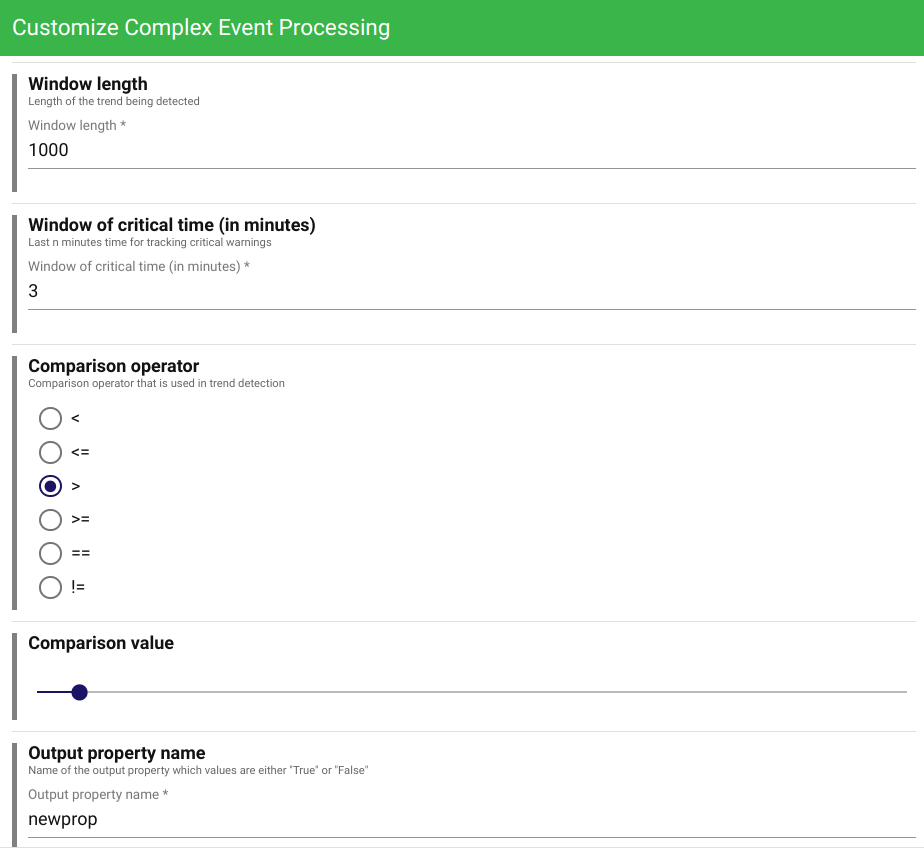 Customize Complex Event Processing
Window length
Length of the trend being detected
Window length *
1000
Window of critical time (in minutes)
Last n minutes time for tracking critical warnings
Window of critical time (in minutes) *
3
Comparison operator
Comparison operator that is used in trend detection
<
<=
>
>=
==
!=
Comparison value
Output property name
Name of the output property which values are either "True" or "False"
Output property name *
newprop